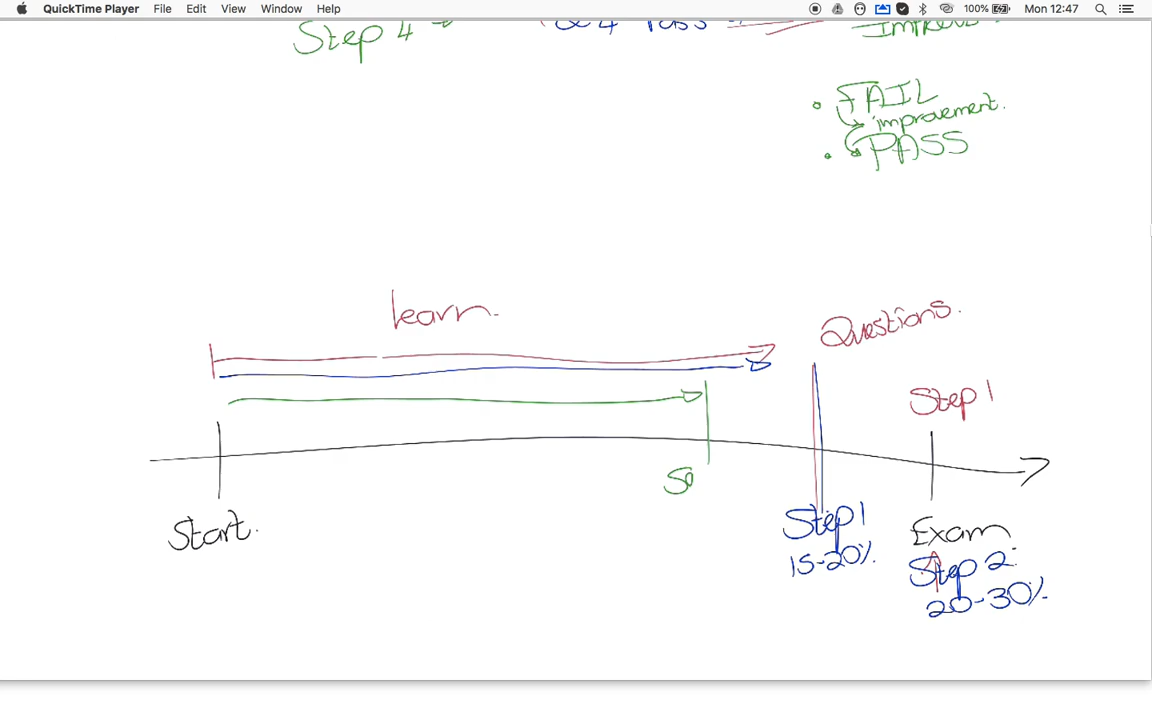 QuickTime Player File Edit View Window Help 100% Mon 12:47
Step 4
FAIL
improvement.
PASS
learn.
Questions.
Step 1
So
Start.
Step 1
15-20%
Exam
Step 2
20-30%